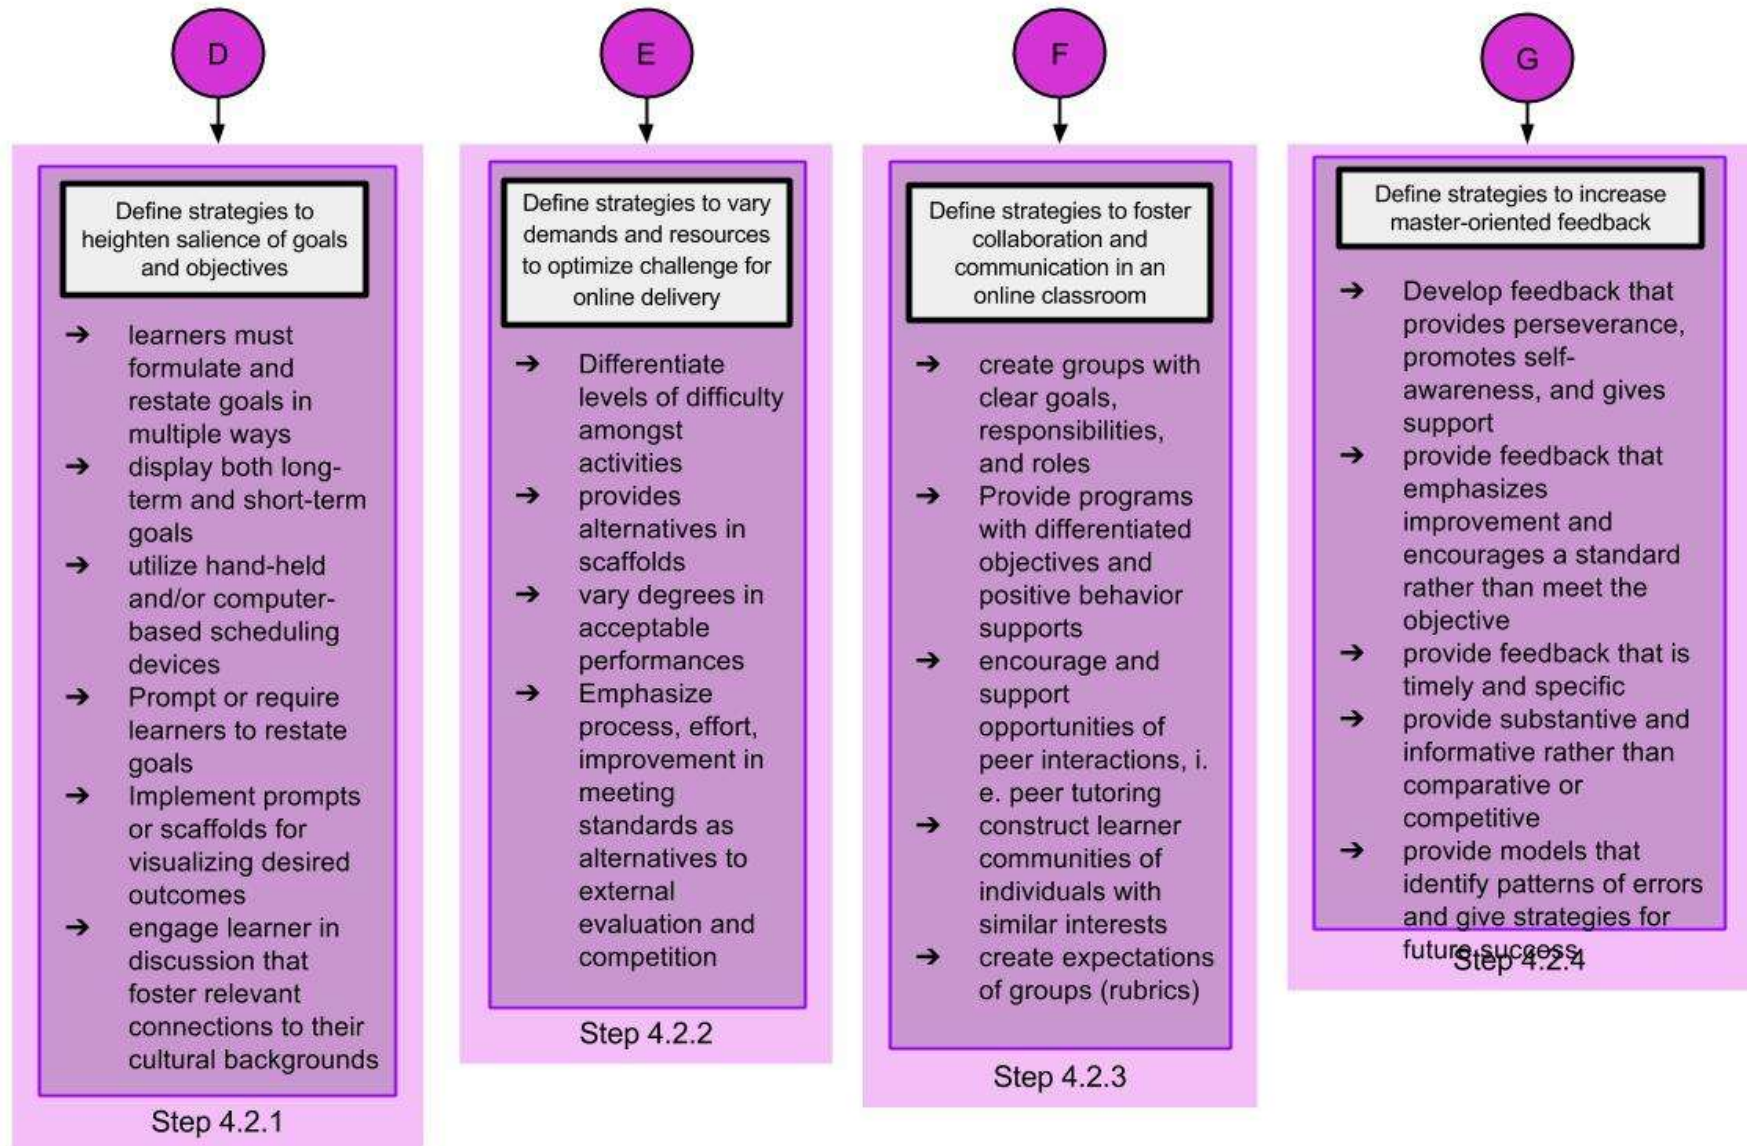 D
Define strategies to
heighten salience of goals
and objectives
➔ learners must
formulate and
restate goals in
multiple ways
➔ display both long-
term and short-term
goals
➔ utilize hand-held
and/or computer-
based scheduling
devices
➔ Prompt or require
learners to restate
goals
➔ Implement prompts
or scaffolds for
visualizing desired
outcomes
➔ engage learner in
discussion that
foster relevant
connections to their
cultural backgrounds
Step 4.2.1
E
Define strategies to vary
demands and resources
to optimize challenge for
online delivery
➔ Differentiate
levels of difficulty
amongst
activities
➔ provides
alternatives in
scaffolds
➔ vary degrees in
acceptable
performances
➔ Emphasize
process, effort,
improvement in
meeting
standards as
alternatives to
external
evaluation and
competition
Step 4.2.2
F
Define strategies to foster
collaboration and
communication in an
online classroom
➔ create groups with
clear goals,
responsibilities,
and roles
➔ Provide programs
with differentiated
objectives and
positive behavior
supports
➔ encourage and
support
opportunities of
peer interactions, i.
e. peer tutoring
➔ construct learner
communities of
individuals with
similar interests
➔ create expectations
of groups (rubrics)
Step 4.2.3
G
Define strategies to increase
master-oriented feedback
➔ Develop feedback that
provides perseverance,
promotes self-
awareness, and gives
support
➔ provide feedback that
emphasizes
improvement and
encourages a standard
rather than meet the
objective
➔ provide feedback that is
timely and specific
➔ provide substantive and
informative rather than
comparative or
competitive
➔ provide models that
identify patterns of errors
and give strategies for
future success
Step 4.2.4